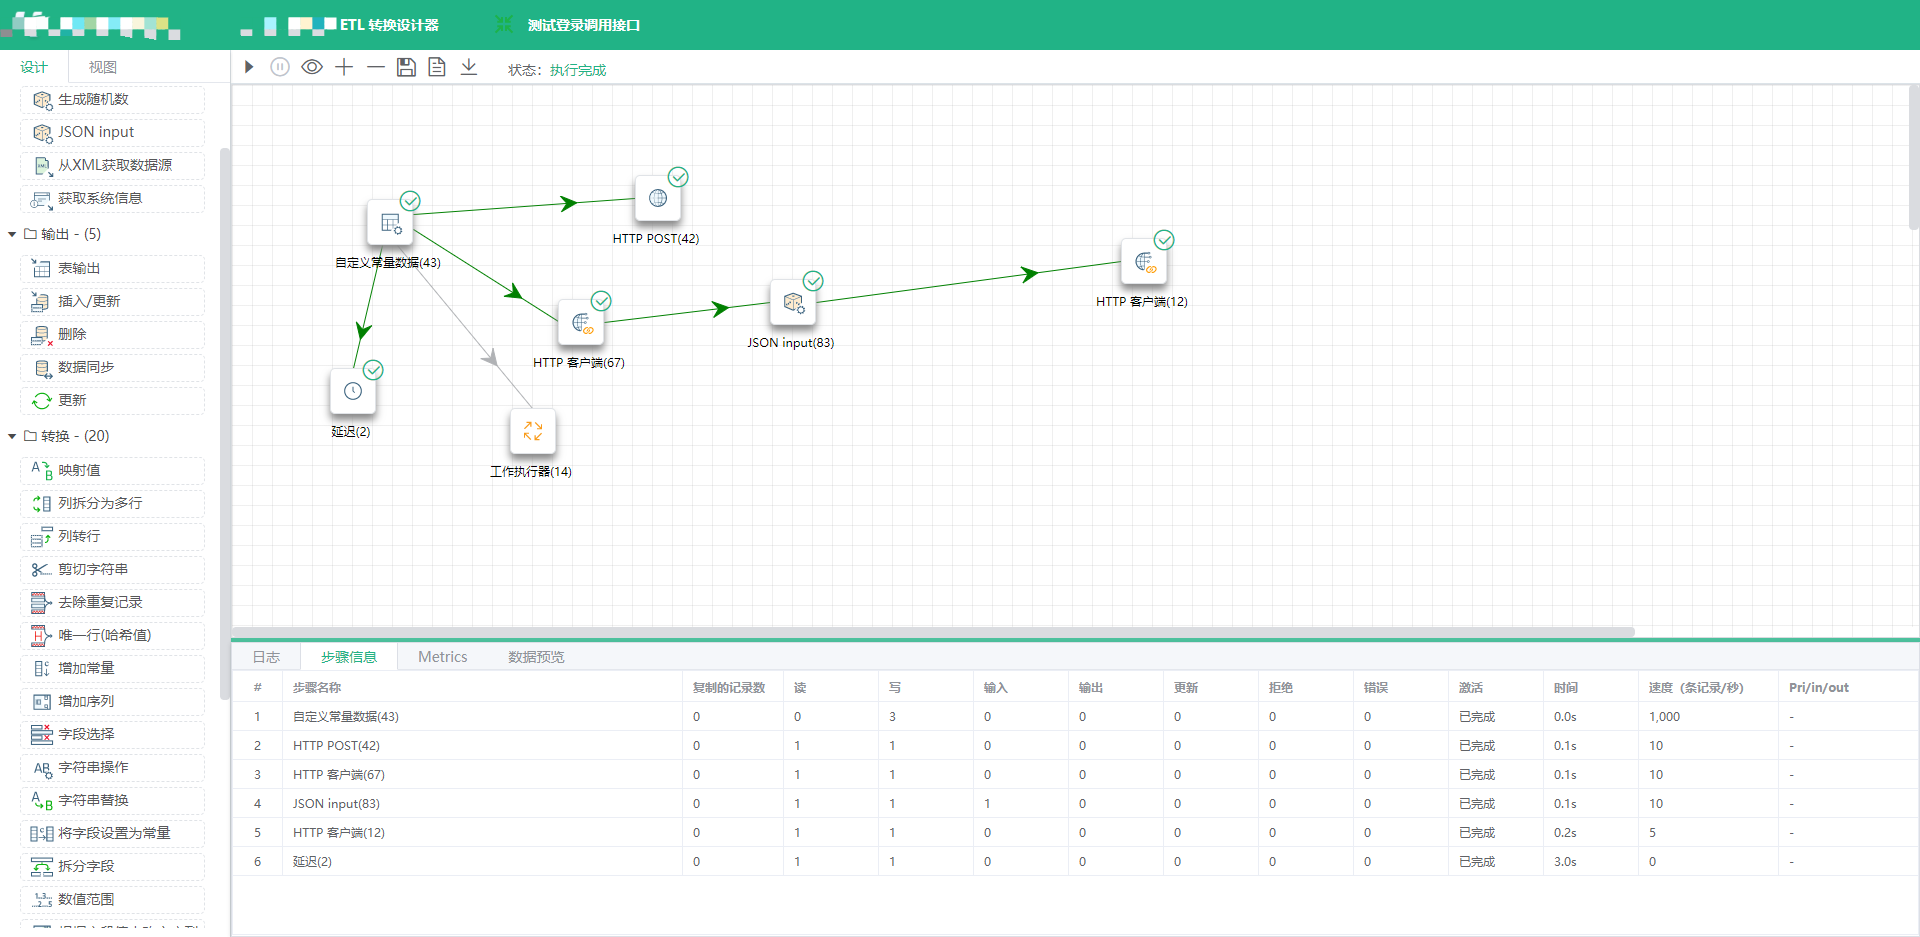 ETL 转换设计器
测试登录调用接口
设计
视图
状态：执行完成
生成随机数
JSON input
从XML获取数据源
获取系统信息
输出 - (5)
表输出
插入/更新
删除
数据同步
更新
转换 - (20)
映射值
列拆分为多行
列转行
剪切字符串
去除重复记录
唯一行(哈希值)
增加常量
增加序列
字段选择
字符串操作
字符串替换
将字段设置为常量
拆分字段
数值范围
HTTP POST(42)
自定义常量数据(43)
HTTP 客户端(12)
JSON input(83)
HTTP 客户端(67)
延迟(2)
工作执行器(14)
日志 步骤信息 Metrics 数据预览
# 步骤名称 复制的记录数 读 写 输入 输出 更新 拒绝 错误 激活 时间 速度（条记录/秒） Pri/in/out
1 自定义常量数据(43) 0 0 3 0 0 0 0 0 已完成 0.0s 1,000 -
2 HTTP POST(42) 0 1 1 0 0 0 0 0 已完成 0.1s 10 -
3 HTTP 客户端(67) 0 1 1 0 0 0 0 0 已完成 0.1s 10 -
4 JSON input(83) 0 1 1 1 0 0 0 0 已完成 0.1s 10 -
5 HTTP 客户端(12) 0 1 1 0 0 0 0 0 已完成 0.2s 5 -
6 延迟(2) 0 1 1 0 0 0 0 0 已完成 3.0s 0 -